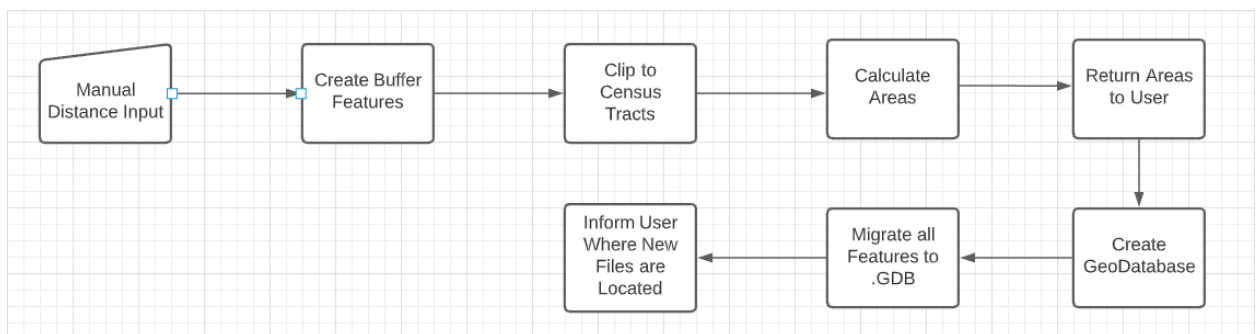 Manual
Distance Input
Create Buffer
Features
Clip to
Census
Tracts
Calculate
Areas
Return Areas
to User
Create
GeoDatabase
Migrate all
Features to
.GDB
Inform User
Where New
Files are
Located